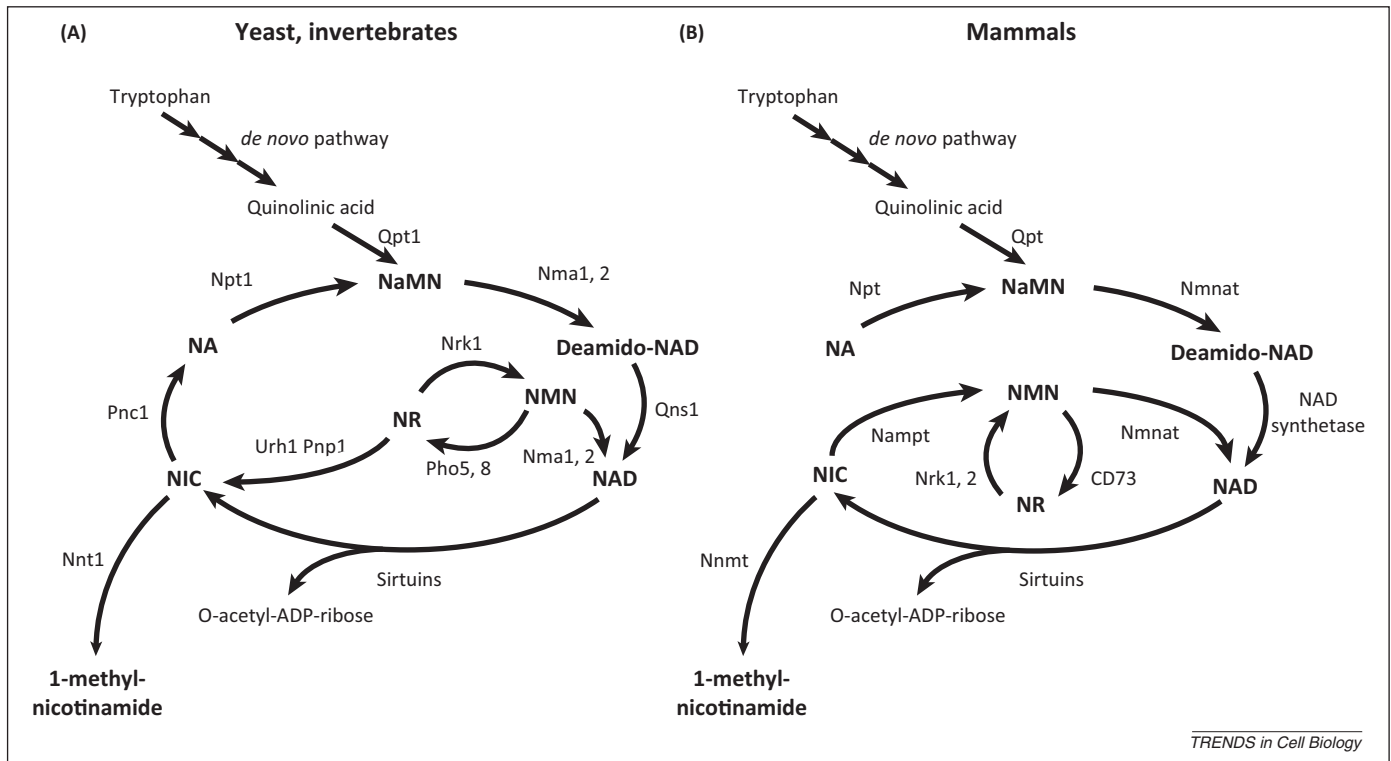 (A)
Yeast, invertebrates
Tryptophan
de novo pathway
Quinolinic acid
Qpt1
Npt1
NaMN
Nma1, 2
NA
Nrk1
Deamido-NAD
Pnc1
NR
NMN
Qns1
Urh1 Pnp1
Pho5, 8
Nma1, 2
NIC
NAD
Nnt1
Sirtuins
O-acetyl-ADP-ribose
1-methyl-
nicotinamide
(B)
Mammals
Tryptophan
de novo pathway
Quinolinic acid
Qpt
Npt
NaMN
Nmnat
NA
Deamido-NAD
NMN
NAD
synthetase
Nampt
Nmnat
NIC
Nrk1, 2
CD73
NR
NAD
Nnmt
Sirtuins
O-acetyl-ADP-ribose
1-methyl-
nicotinamide
TRENDS in Cell Biology